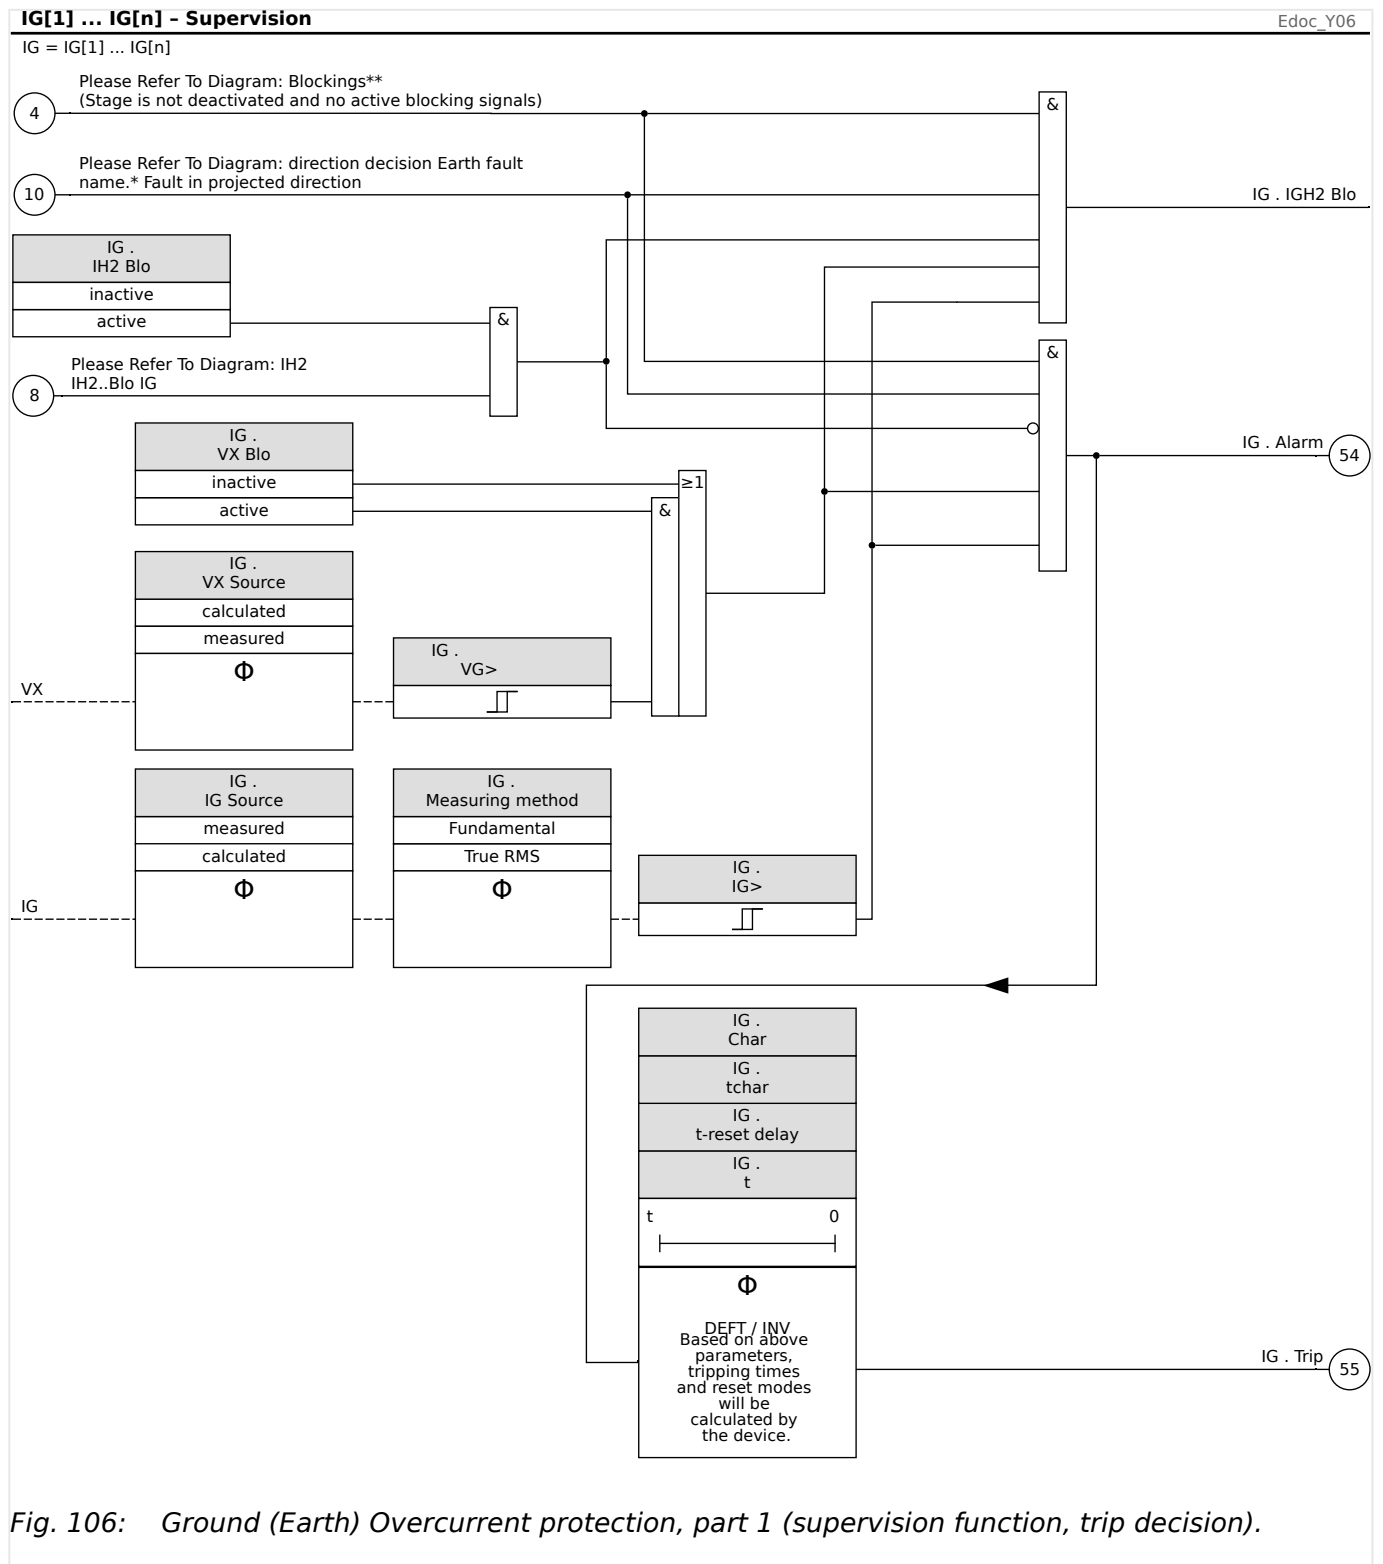 IG[1] ... IG[n] – Supervision
Edoc_Y06
IG = IG[1] ... IG[n]
Please Refer To Diagram: Blockings**
(Stage is not deactivated and no active blocking signals)
4
&
Please Refer To Diagram: direction decision Earth fault
name.* Fault in projected direction
10
IG . IGH2 Blo
IG .
IH2 Blo
inactive
active
&
&
Please Refer To Diagram: IH2
IH2..Blo IG
8
IG .
VX Blo
inactive
active
≥1
&
IG . Alarm
54
IG .
VX Source
calculated
measured
Φ
VX
IG .
VG>
IG .
IG Source
measured
calculated
Φ
IG
IG .
Measuring method
Fundamental
True RMS
Φ
IG .
IG>
IG .
Char
IG .
tchar
IG .
t-reset delay
IG .
t
t 0
Φ
DEFT / INV
Based on above
parameters,
tripping times
and reset modes
will be
calculated by
the device.
IG . Trip
55
Fig. 106: Ground (Earth) Overcurrent protection, part 1 (supervision function, trip decision).